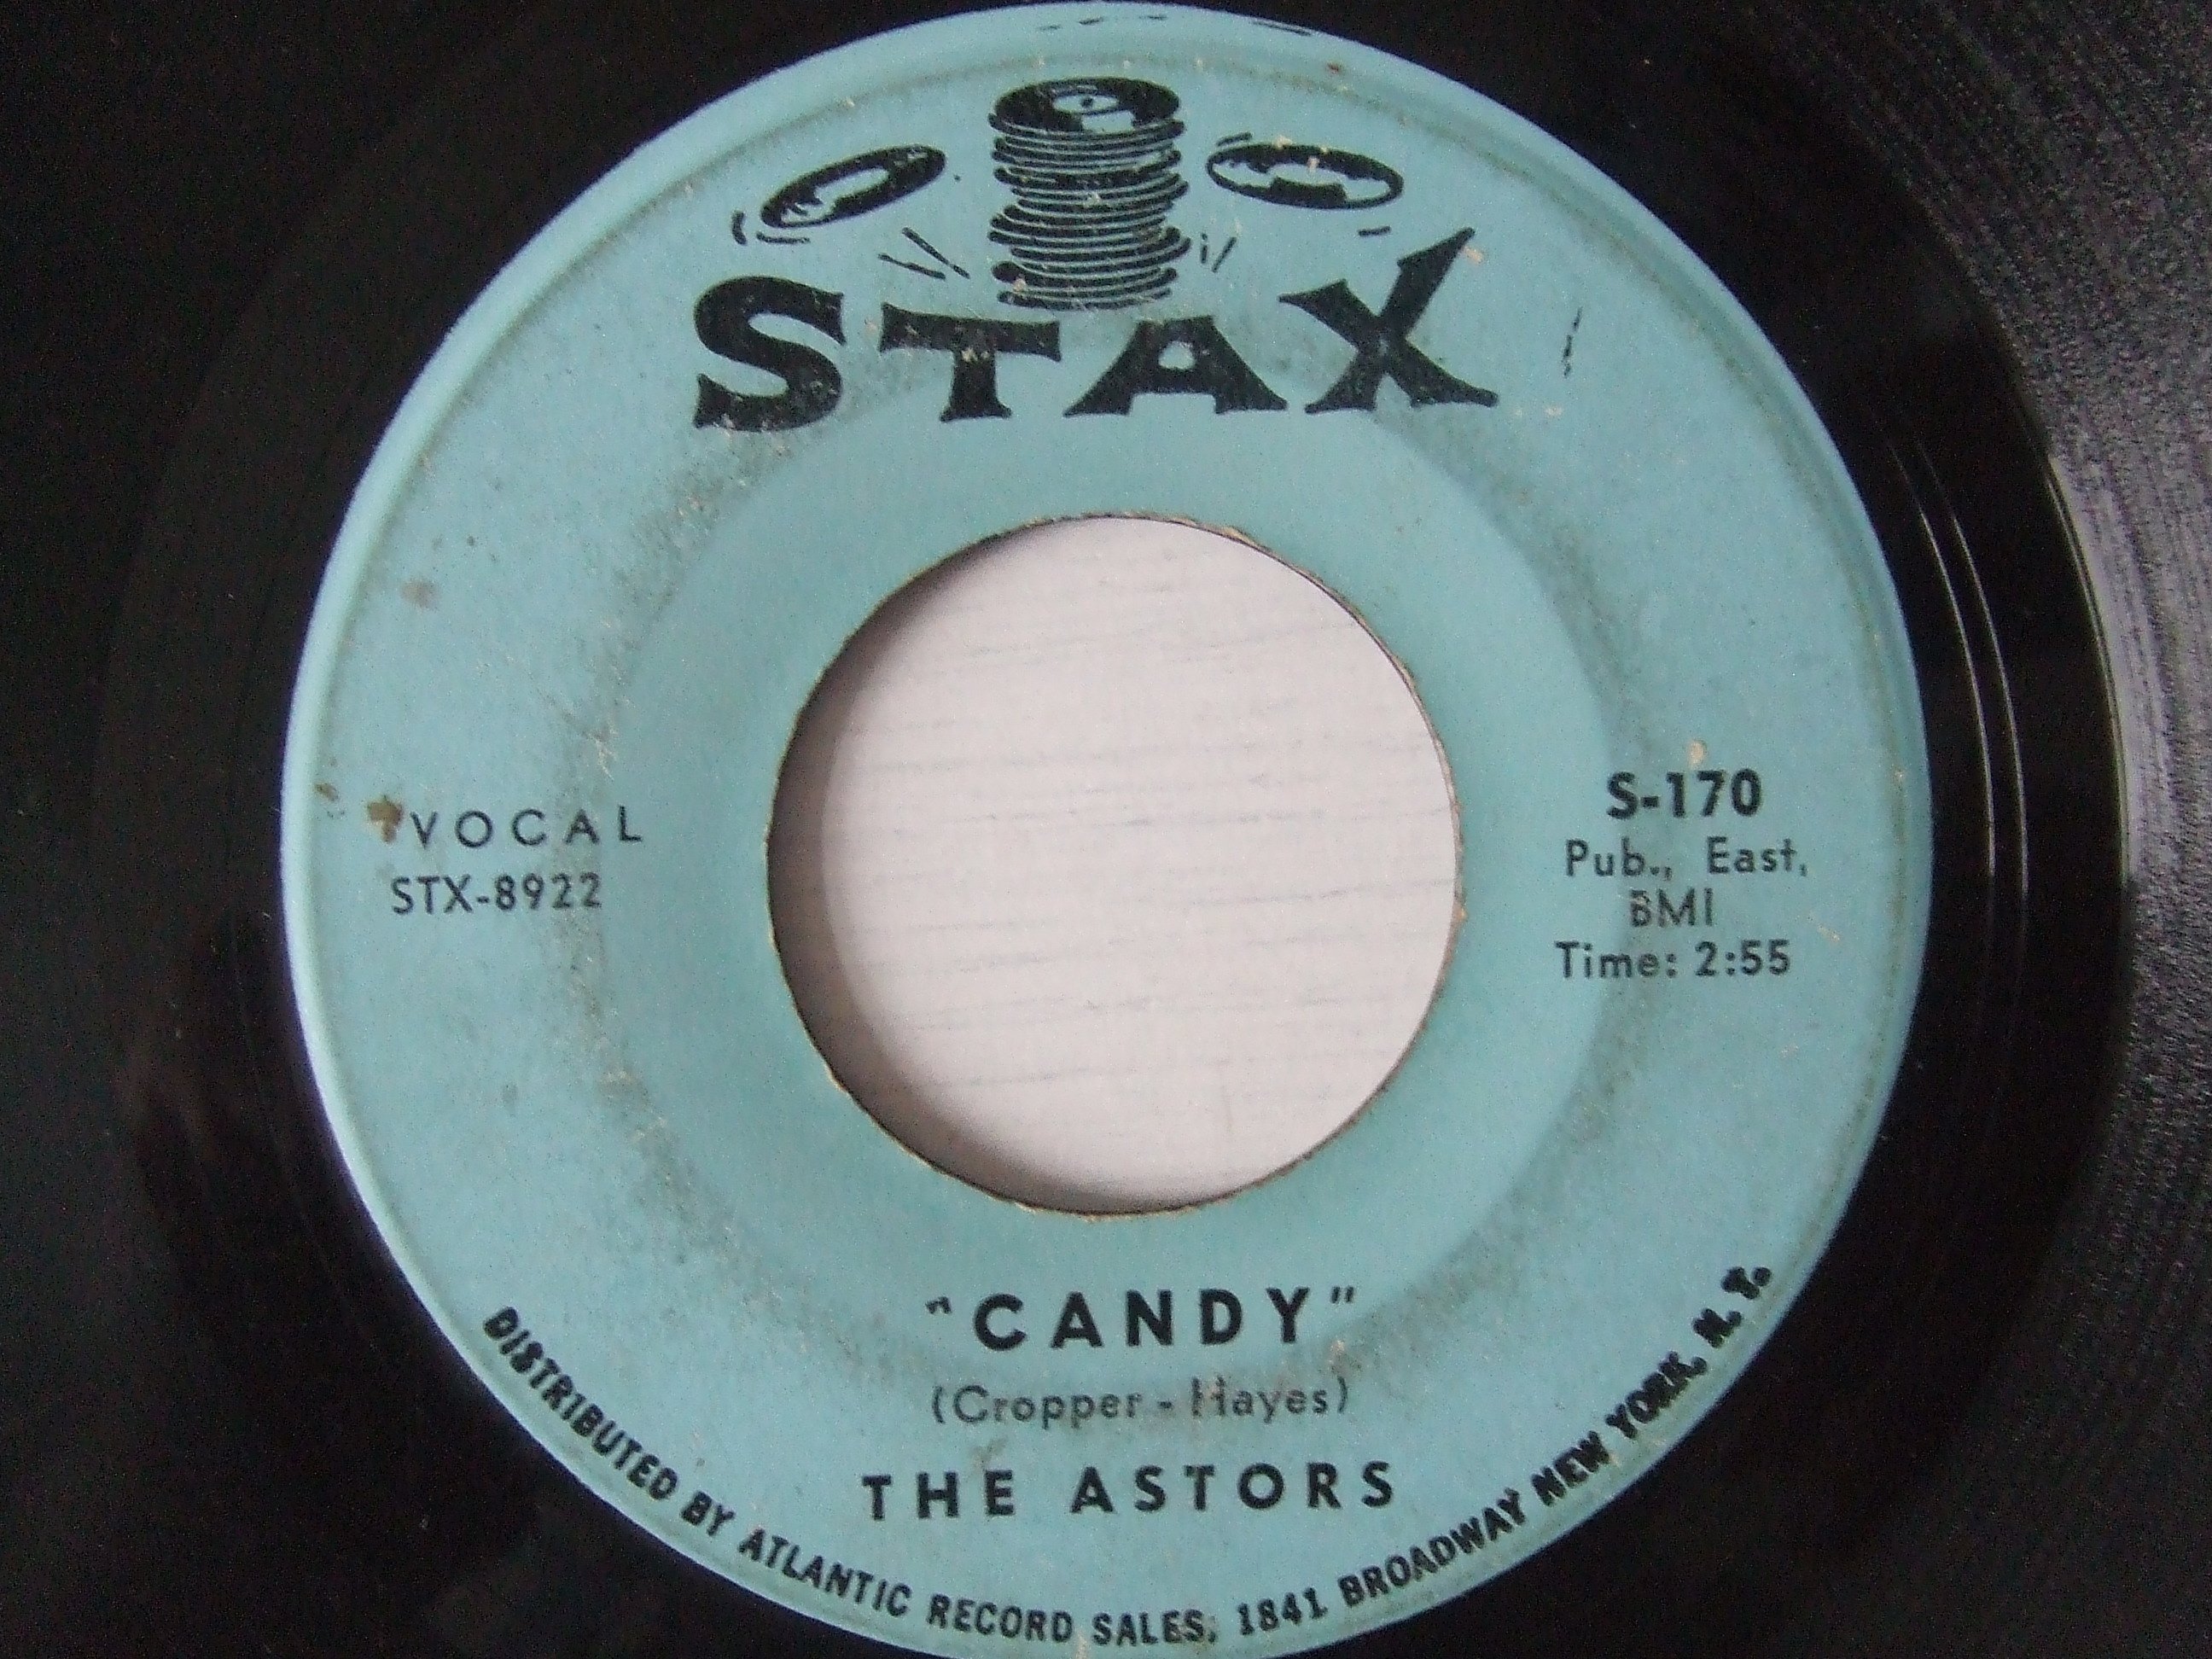 STAX
VOCAL
STX-8922
S-170
Pub., East,
BMI
Time: 2:55
"CANDY"
(Cropper - Hayes)
THE ASTORS
DISTRIBUTED BY ATLANTIC RECORD SALES, 1841 BROADWAY NEW YORK, N. Y.